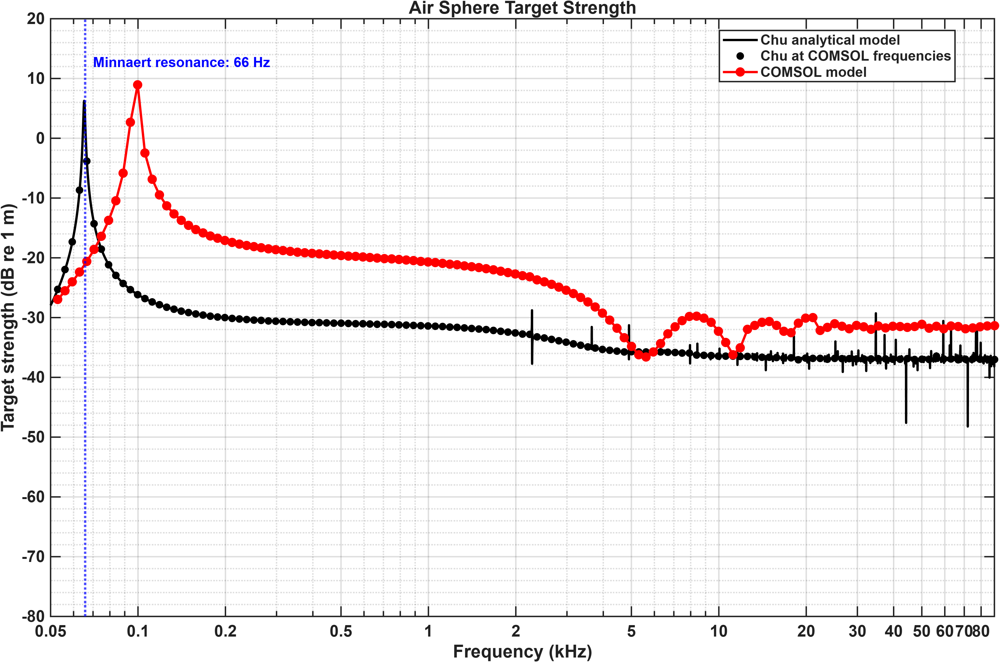 Air Sphere Target Strength
20
10
0
-10
-20
-30
-40
-50
-60
-70
-80
Target strength (dB re 1 m)
Minnaert resonance: 66 Hz
Chu analytical model
Chu at COMSOL frequencies
COMSOL model
0.05 0.1 0.2 0.5 1 2 5 10 20 30 40 50 60 70 80
Frequency (kHz)